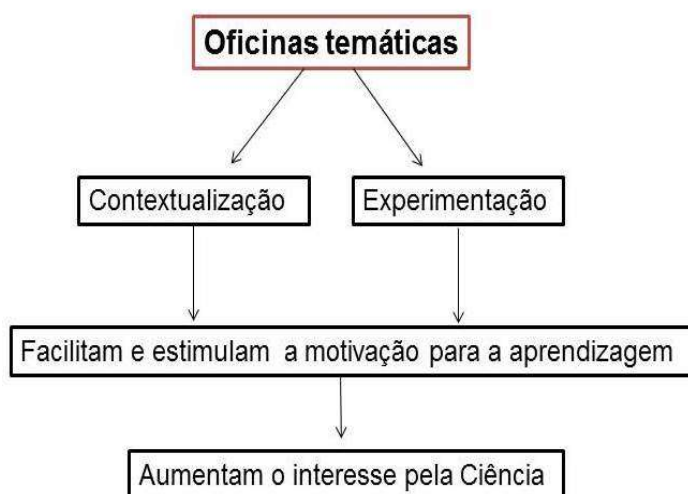 Oficinas temáticas
Contextualização
Experimentação
Facilitam e estimulam a motivação para a aprendizagem
Aumentam o interesse pela Ciência